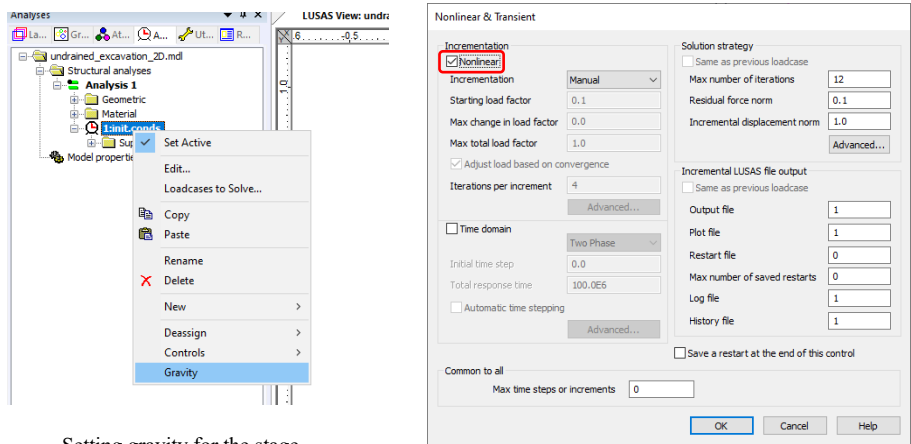 Analyses
La... Gr... At... A... Ut... R...
undrained_excavation_2D.mdl
Structural analyses
Analysis 1
Geometric
Material
1:init.conds
Model properti
Set Active
Edit...
Loadcases to Solve...
Copy
Paste
Rename
Delete
New
Deassign
Controls
Gravity
LUSAS View: undra
1.0
Nonlinear & Transient
Incrementation
Nonlinear
Incrementation Manual
Starting load factor 0.1
Max change in load factor 0.0
Max total load factor 1.0
Adjust load based on convergence
Iterations per increment 4
Advanced...
Time domain
Two Phase
Initial time step 0.0
Total response time 100.0E6
Automatic time stepping
Advanced...
Common to all
Max time steps or increments 0
Solution strategy
Same as previous loadcase
Max number of iterations 12
Residual force norm 0.1
Incremental displacement norm 1.0
Advanced...
Incremental LUSAS file output
Same as previous loadcase
Output file 1
Plot file 1
Restart file 0
Max number of saved restarts 0
Log file 1
History file 1
Save a restart at the end of this control
OK Cancel Help
Setting gravity for the stage